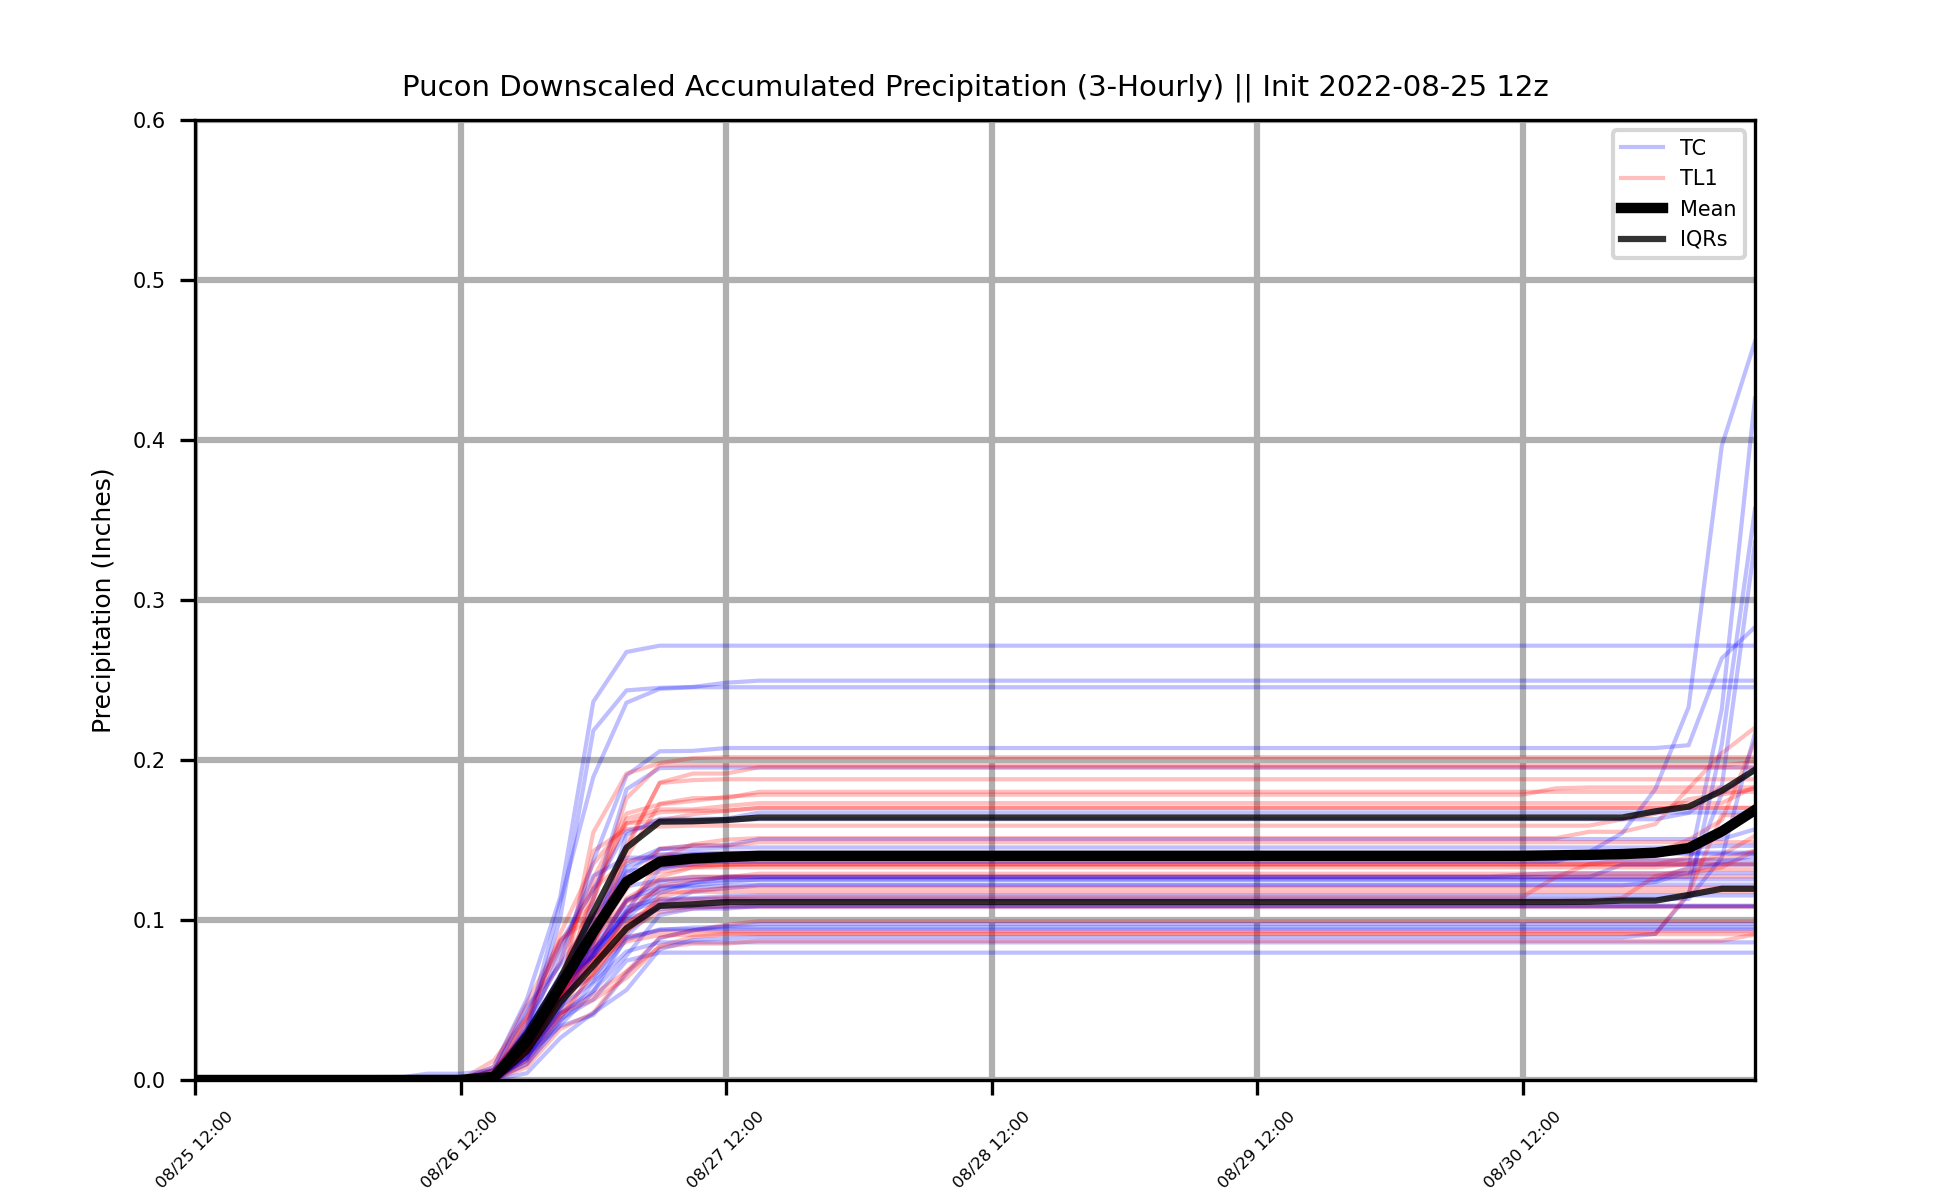 Pucon Downscaled Accumulated Precipitation (3-Hourly) || Init 2022-08-25 12z
0.6
0.5
0.4
0.3
0.2
0.1
0.0
Precipitation (Inches)
TC
TL1
Mean
IQRs
08/25 12:00
08/26 12:00
08/27 12:00
08/28 12:00
08/29 12:00
08/30 12:00